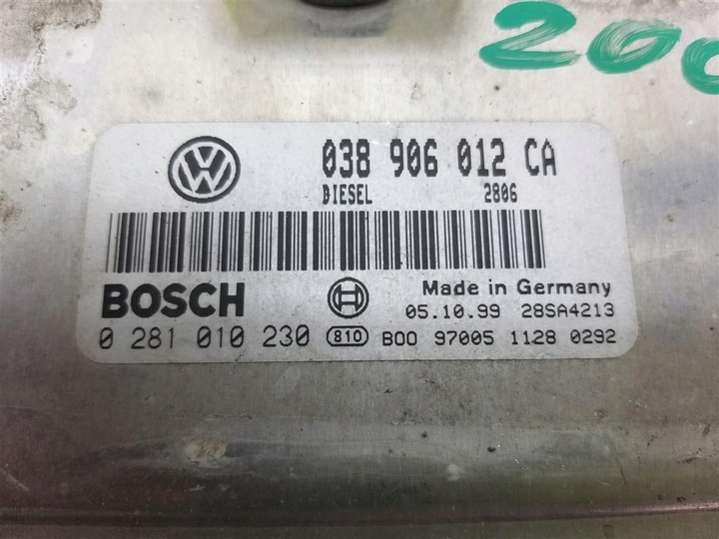 200
038 906 012 CA
DIESEL 2806
BOSCH
Made in Germany
05.10.99 28SA4213
0 281 010 230 810 B00 97005 1128 0292